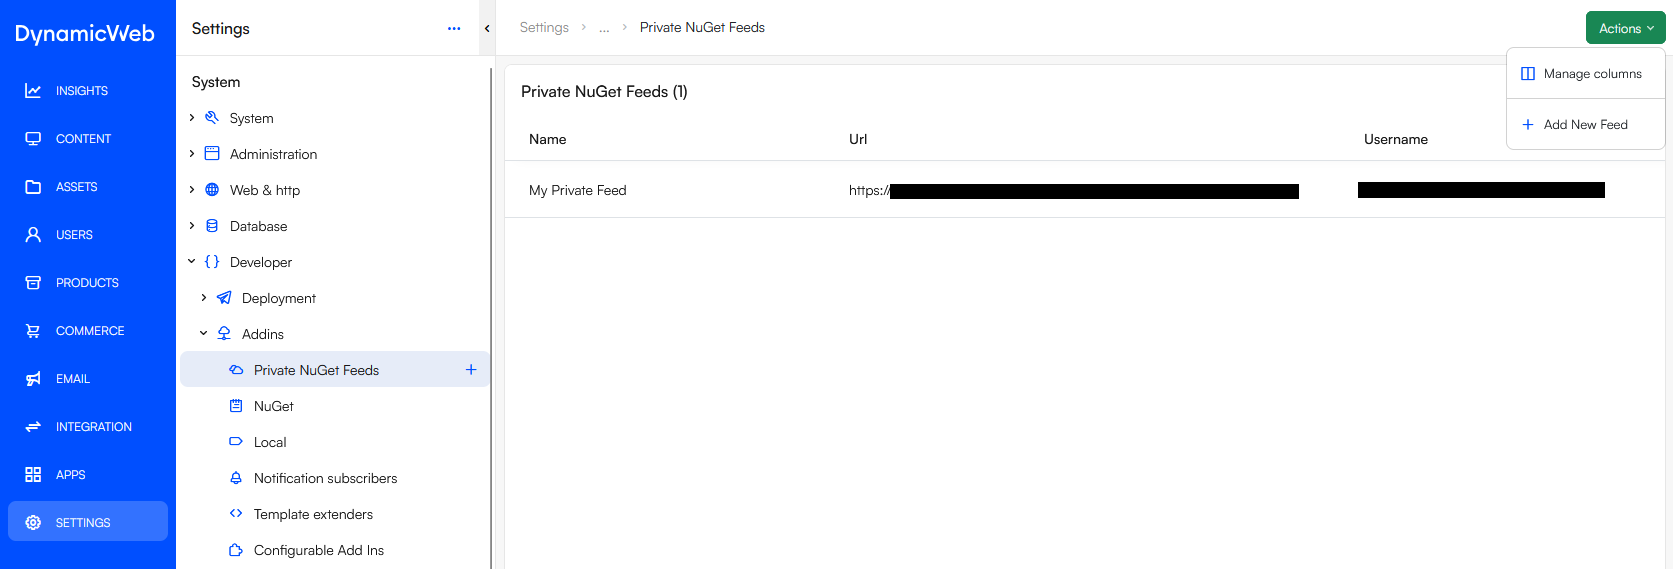 DynamicWeb
INSIGHTS
CONTENT
ASSETS
USERS
PRODUCTS
COMMERCE
EMAIL
INTEGRATION
APPS
SETTINGS
Settings
System
System
Administration
Web & http
Database
Developer
Deployment
Addins
Private NuGet Feeds
NuGet
Local
Notification subscribers
Template extenders
Configurable Add Ins
Settings > ... > Private NuGet Feeds
Actions
Manage columns
Add New Feed
Private NuGet Feeds (1)
Name Url Username
My Private Feed https://